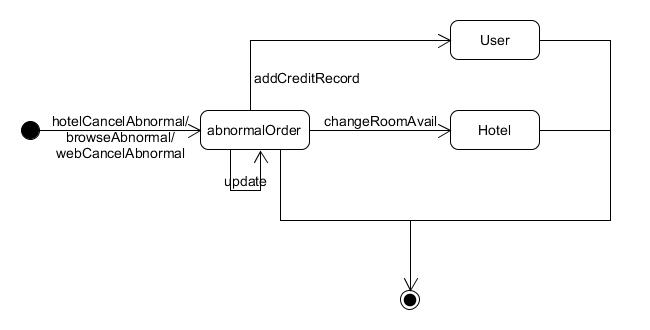 User
addCreditRecord
hotelCancelAbnormal/
browseAbnormal/
webCancelAbnormal
abnormalOrder
changeRoomAvail
Hotel
update